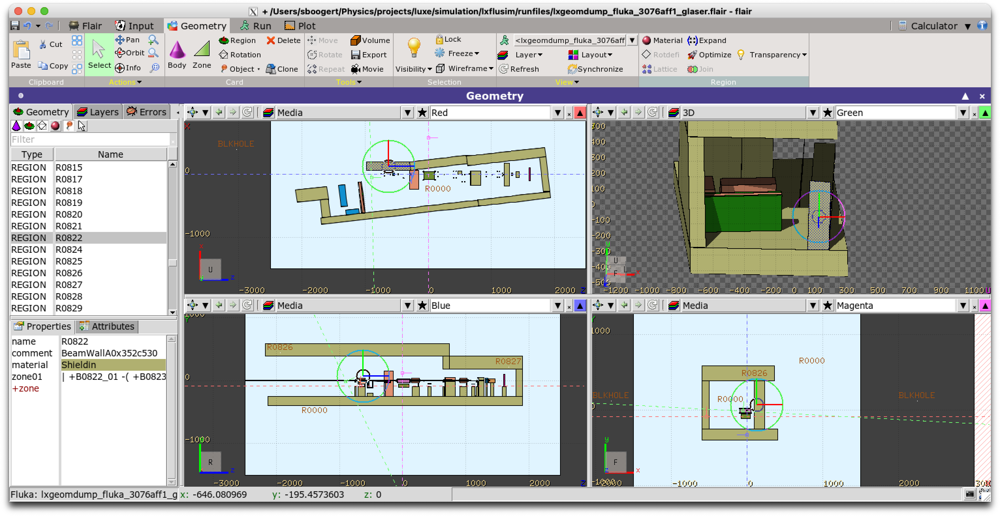 + /Users/sboogert/Physics/projects/luxe/simulation/lxflusim/runfiles/lxgeomdump_fluka_3076aff1_glaser.flair - flair
Flair Input Geometry Run Plot Calculator
Paste Cut Copy Select Pan Orbit Info Body Zone Region Rotation Object Delete Clone Move Rotate Repeat Volume Export Movie Visibility Lock Freeze Wireframe <lxgeomdump_fluka_3076aff Layer Refresh Layout Synchronize Material Rotdefi Lattice Expand Optimize Join Transparency
Clipboard Actions Card Tools Selection View Region
Geometry
Geometry Layers Errors
Filter
Type Name
REGION R0815
REGION R0817
REGION R0818
REGION R0819
REGION R0820
REGION R0821
REGION R0822
REGION R0824
REGION R0825
REGION R0826
REGION R0827
REGION R0828
REGION R0829
Properties Attributes
name R0822
comment BeamWallA0x352c530
material Shieldin
zone01 | +B0822_01 -( +B0823
+zone
Media Red
X
BLKHOLE
0
R0000
-1000
x
U
z
-3000 -2000 -1000 0 1000 2000 Z
3D Green
400
300
200
100
0
-100
-200
-300
y
U
F L x
-1200 -1000 -800 -600 -400 -200 0 100 300 500 700 900 1100 U
Media Blue
Y
R0826
R0827
0
R0000
-1000
y
R
z
-3000 -2000 -1000 0 1000 2000 Z
Media Magenta
Y
1000
R0000
R0826
BLKHOLE R0000 BLKHOLE
0
y
F
z x
-1000 0 1000 2000
Fluka: lxgeomdump_fluka_3076aff1_g x: -646.080969 y: -195.4573603 z: 0